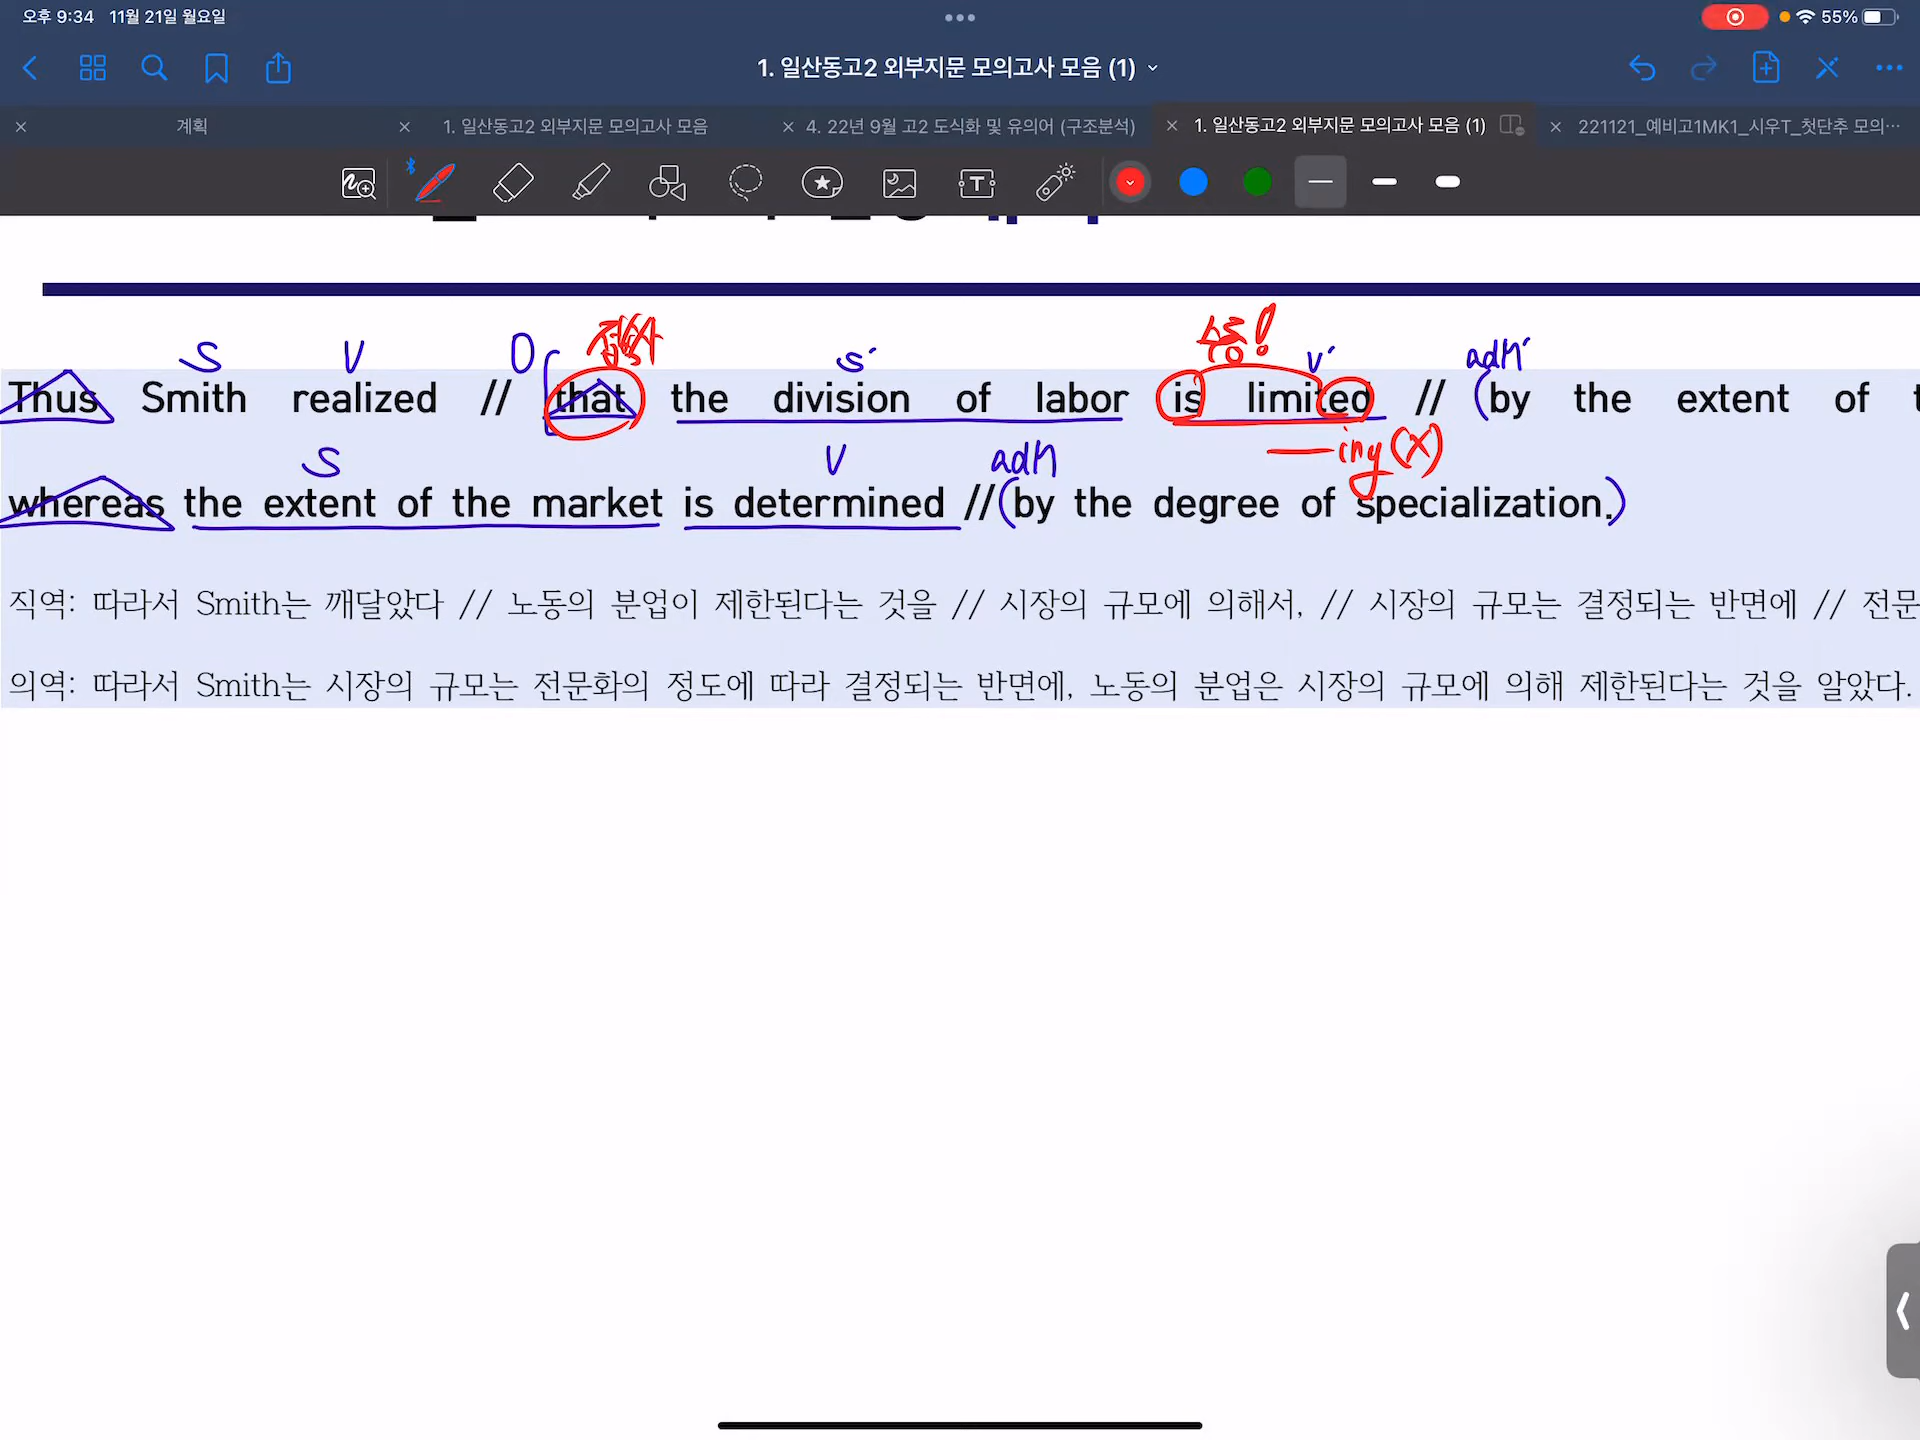 오후 9:34 11월 21일 월요일
55%
1. 일산동고2 외부지문 모의고사 모음 (1)
계획
1. 일산동고2 외부지문 모의고사 모음
4. 22년 9월 고2 도식화 및 유의어 (구조분석)
1. 일산동고2 외부지문 모의고사 모음 (1)
221121_예비고1MK1_시우T_첫단추 모의…
S V O 접속사 S' 수동! V' adM'
Thus Smith realized // that the division of labor is limited // (by the extent of
ing (X)
S V adM
whereas the extent of the market is determined //(by the degree of specialization.)
직역: 따라서 Smith는 깨달았다 // 노동의 분업이 제한된다는 것을 // 시장의 규모에 의해서, // 시장의 규모는 결정되는 반면에 // 전문
의역: 따라서 Smith는 시장의 규모는 전문화의 정도에 따라 결정되는 반면에, 노동의 분업은 시장의 규모에 의해 제한된다는 것을 알았다.